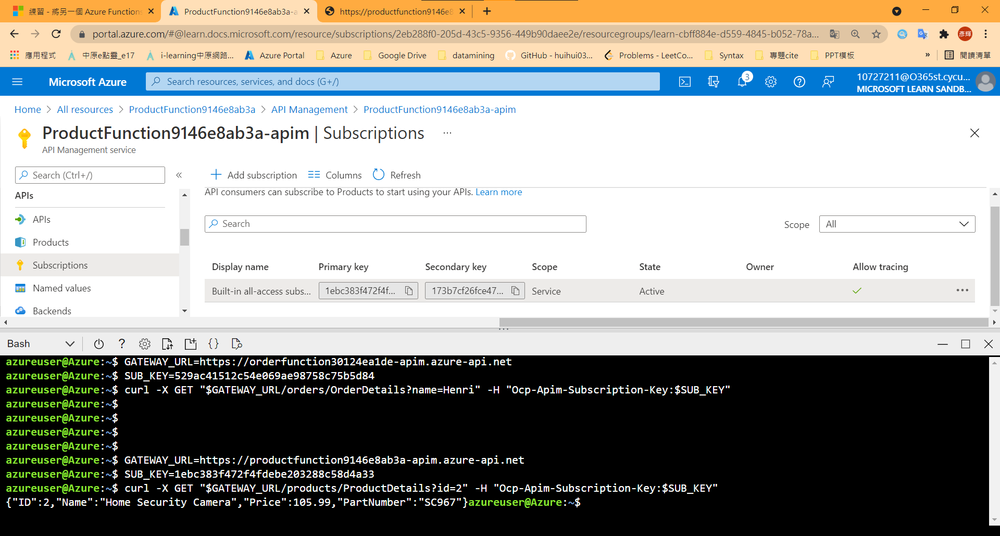 練習 - 將另一個 Azure Functions
ProductFunction9146e8ab3a-a
https://productfunction9146e8
portal.azure.com/#@learn.docs.microsoft.com/resource/subscriptions/2eb288f0-205d-43c5-9356-449b90daee2e/resourcegroups/learn-cbff884e-d559-4845-b052-78a...
彥輝
應用程式 中原e點靈_e17 i-learning中原網路... Azure Portal Azure Google Drive datamining GitHub - huihui03... Problems - LeetCo... Syntax 專題cite PPT模板 » 閱讀清單
Microsoft Azure
Search resources, services, and docs (G+/)
3
10727211@O365st.cycu...
MICROSOFT LEARN SANDB...
Home > All resources > ProductFunction9146e8ab3a > API Management > ProductFunction9146e8ab3a-apim
ProductFunction9146e8ab3a-apim | Subscriptions ...
API Management service
Search (Ctrl+/) «
Add subscription Columns Refresh
APIs
APIs
Products
Subscriptions
Named values
Backends
API consumers can subscribe to Products to start using your APIs. Learn more
Search
Scope All
Display name Primary key Secondary key Scope State Owner Allow tracing
Built-in all-access subs... 1ebc383f472f4f... 173b7cf26fce47... Service Active
Bash
azureuser@Azure:~$ GATEWAY_URL=https://orderfunction30124ea1de-apim.azure-api.net
azureuser@Azure:~$ SUB_KEY=529ac41512c54e069ae98758c75b5d84
azureuser@Azure:~$ curl -X GET "$GATEWAY_URL/orders/OrderDetails?name=Henri" -H "Ocp-Apim-Subscription-Key:$SUB_KEY"
azureuser@Azure:~$
azureuser@Azure:~$
azureuser@Azure:~$
azureuser@Azure:~$
azureuser@Azure:~$ GATEWAY_URL=https://productfunction9146e8ab3a-apim.azure-api.net
azureuser@Azure:~$ SUB_KEY=1ebc383f472f4fdebe203288c58d4a33
azureuser@Azure:~$ curl -X GET "$GATEWAY_URL/products/ProductDetails?id=2" -H "Ocp-Apim-Subscription-Key:$SUB_KEY"
{"ID":2,"Name":"Home Security Camera","Price":105.99,"PartNumber":"SC967"}azureuser@Azure:~$